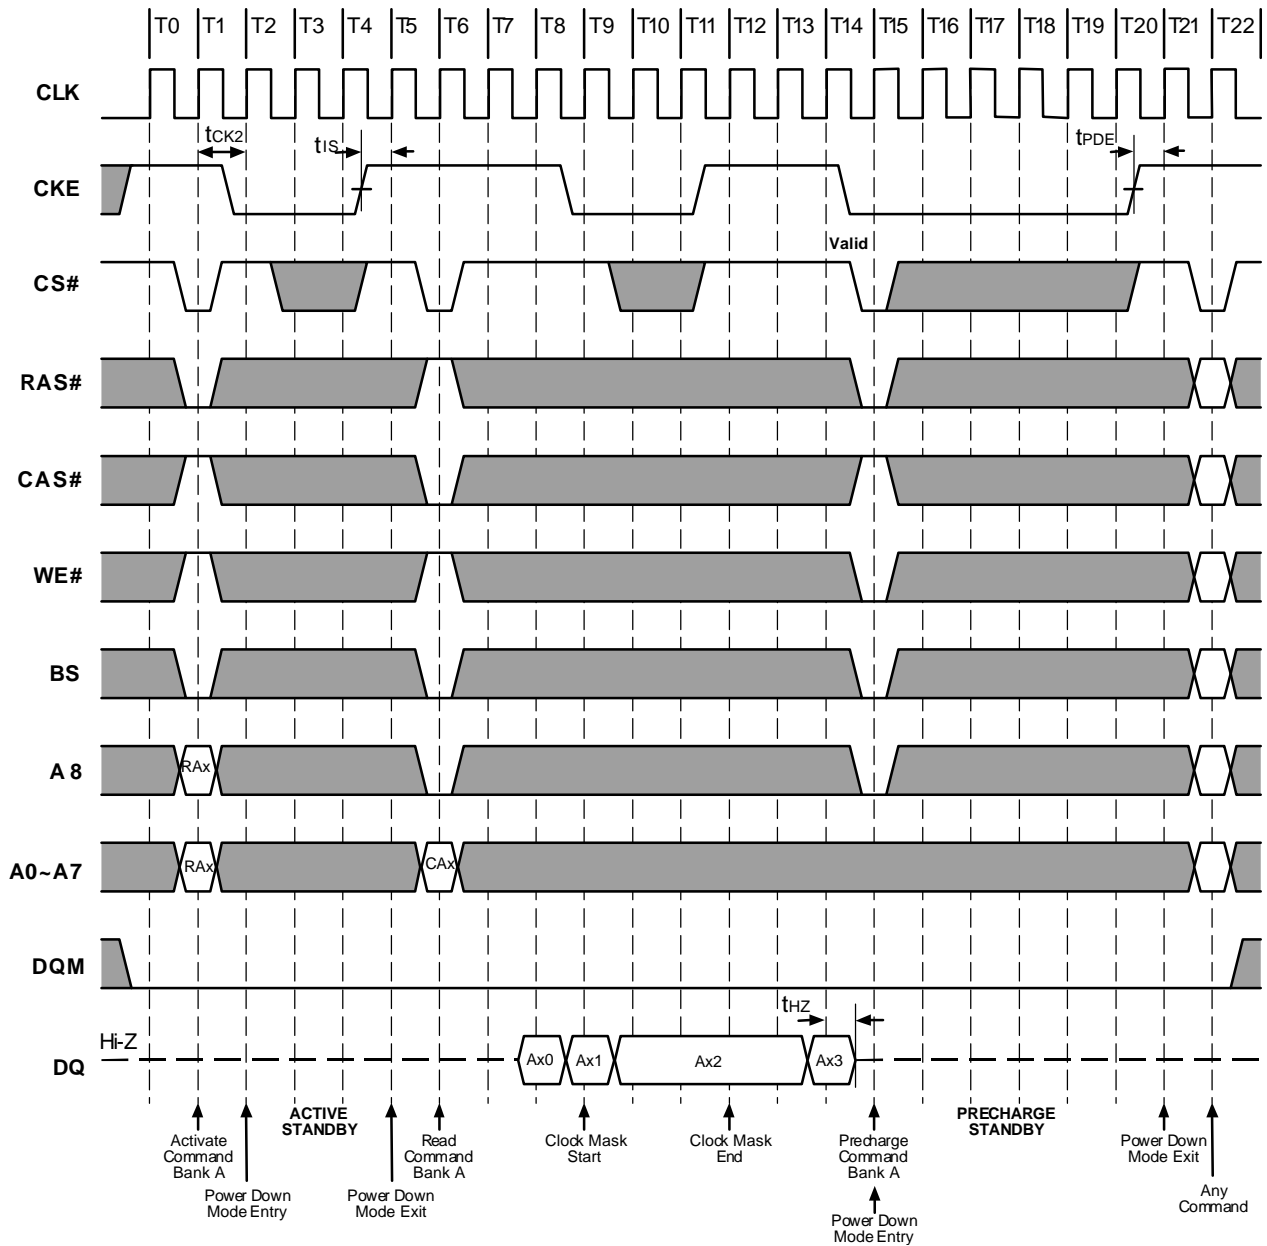 T0 T1 T2 T3 T4 T5 T6 T7 T8 T9 T10 T11 T12 T13 T14 T15 T16 T17 T18 T19 T20 T21 T22
CLK
tCK2
tIS
tPDE
CKE
Valid
CS#
RAS#
CAS#
WE#
BS
A8
RAx
A0~A7
RAx
CAx
DQM
tHZ
Hi-Z
DQ
Ax0
Ax1
Ax2
Ax3
Activate
Command
Bank A
Power Down
Mode Entry
ACTIVE
STANDBY
Power Down
Mode Exit
Read
Command
Bank A
Clock Mask
Start
Clock Mask
End
Precharge
Command
Bank A
Power Down
Mode Entry
PRECHARGE
STANDBY
Power Down
Mode Exit
Any
Command